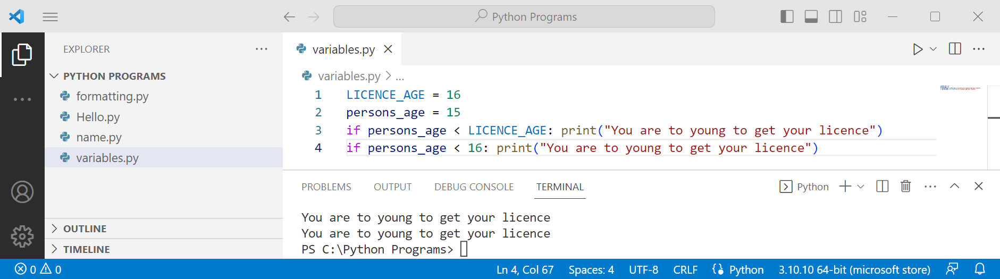 Python Programs
EXPLORER
PYTHON PROGRAMS
formatting.py
Hello.py
name.py
variables.py
OUTLINE
TIMELINE
variables.py
variables.py > ...
1 LICENCE_AGE = 16
2 persons_age = 15
3 if persons_age < LICENCE_AGE: print("You are to young to get your licence")
4 if persons_age < 16: print("You are to young to get your licence")
PROBLEMS OUTPUT DEBUG CONSOLE TERMINAL Python
You are to young to get your licence
You are to young to get your licence
PS C:\Python Programs>
0 0 Ln 4, Col 67 Spaces: 4 UTF-8 CRLF Python 3.10.10 64-bit (microsoft store)